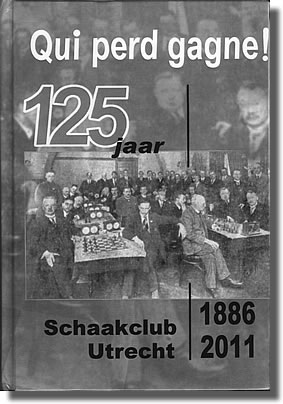 Qui perd gagne!
125
jaar
Schaakclub
Utrecht
1886
2011